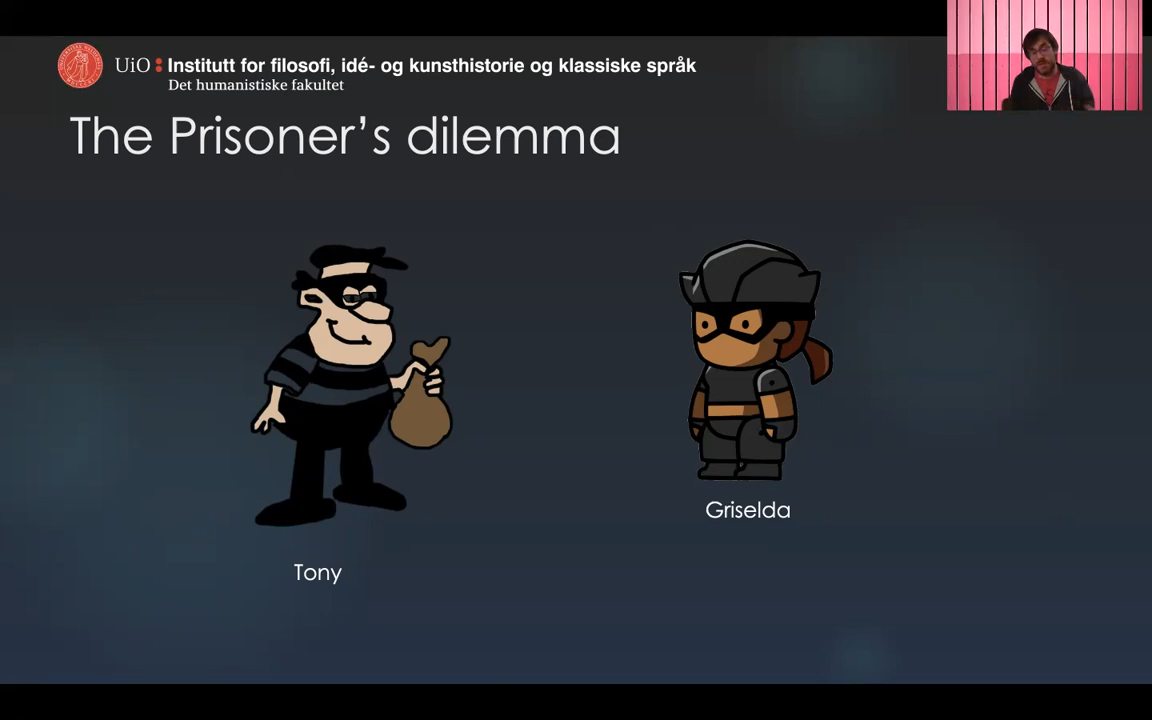 UiO: Institutt for filosofi, idé- og kunsthistorie og klassiske språk
Det humanistiske fakultet
The Prisoner's dilemma
Griselda
Tony